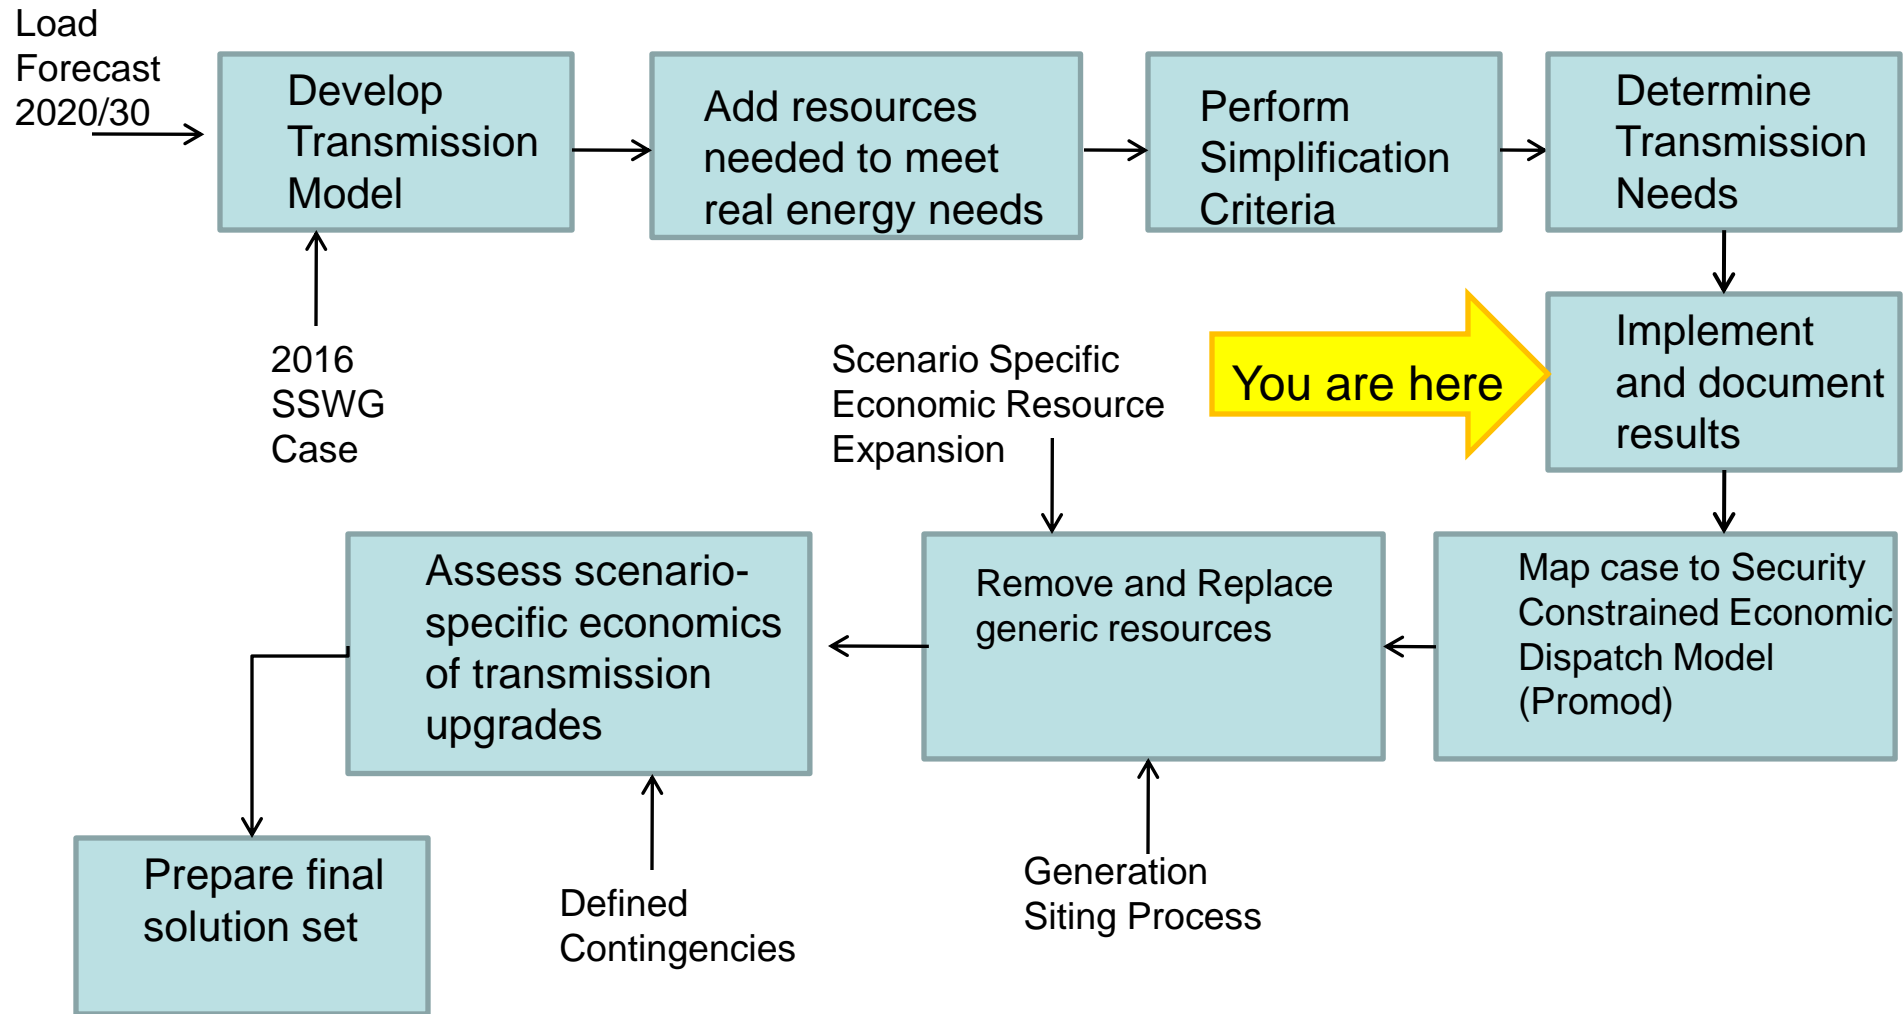 Load
Forecast
2020/30
Develop
Transmission
Model
Add resources
needed to meet
real energy needs
Perform
Simplification
Criteria
Determine
Transmission
Needs
2016
SSWG
Case
Scenario Specific
Economic Resource
Expansion
You are here
Implement
and document
results
Assess scenario-
specific economics
of transmission
upgrades
Remove and Replace
generic resources
Map case to Security
Constrained Economic
Dispatch Model
(Promod)
Prepare final
solution set
Defined
Contingencies
Generation
Siting Process